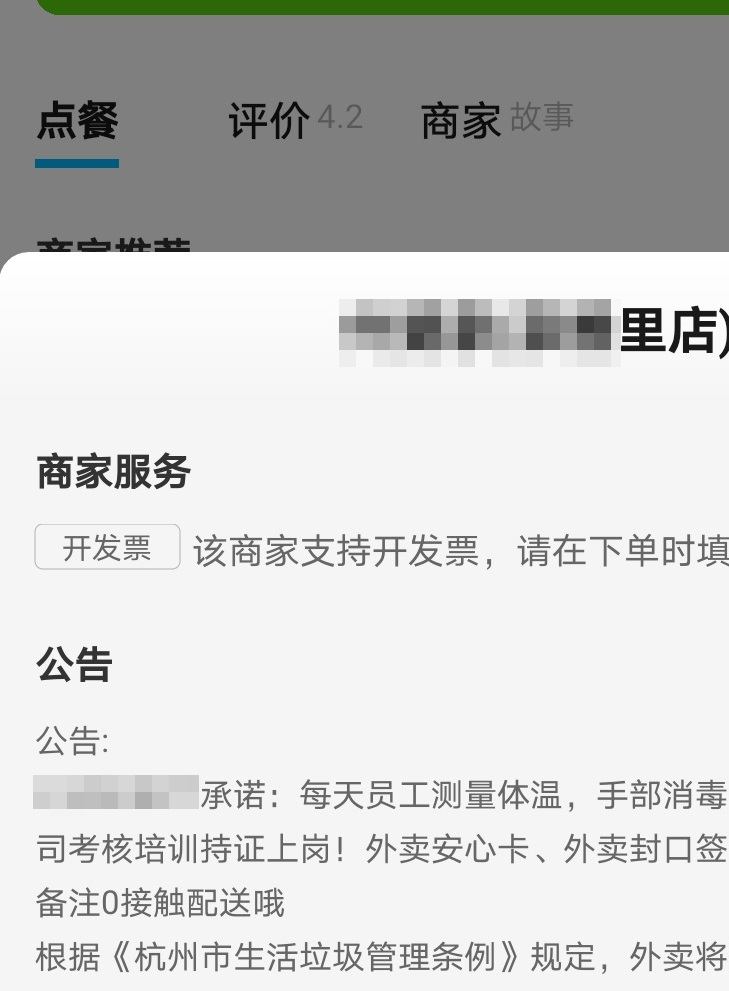 点餐 评价 4.2 商家 故事
商家推荐
里店)
商家服务
开发票 该商家支持开发票，请在下单时填
公告
公告:
承诺：每天员工测量体温，手部消毒
司考核培训持证上岗！外卖安心卡、外卖封口签
备注0接触配送哦
根据《杭州市生活垃圾管理条例》规定，外卖将